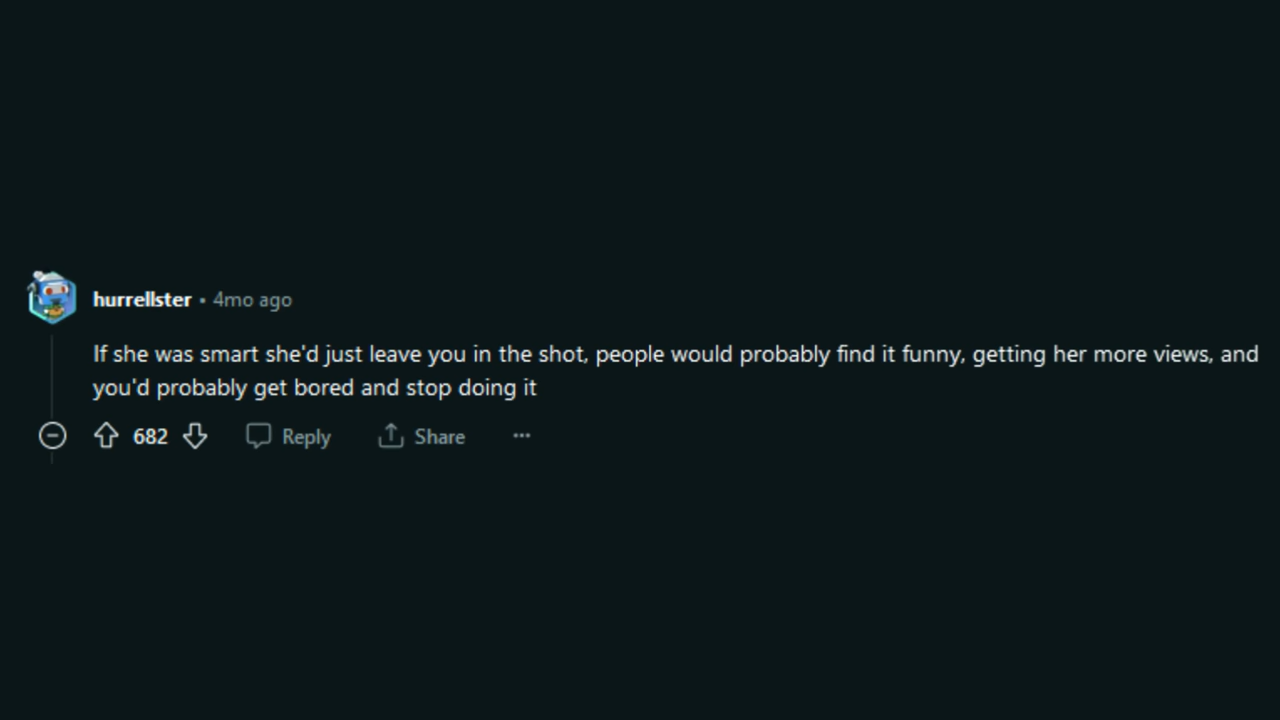 hurrellster • 4mo ago
If she was smart she'd just leave you in the shot, people would probably find it funny, getting her more views, and
you'd probably get bored and stop doing it
682 Reply Share ...